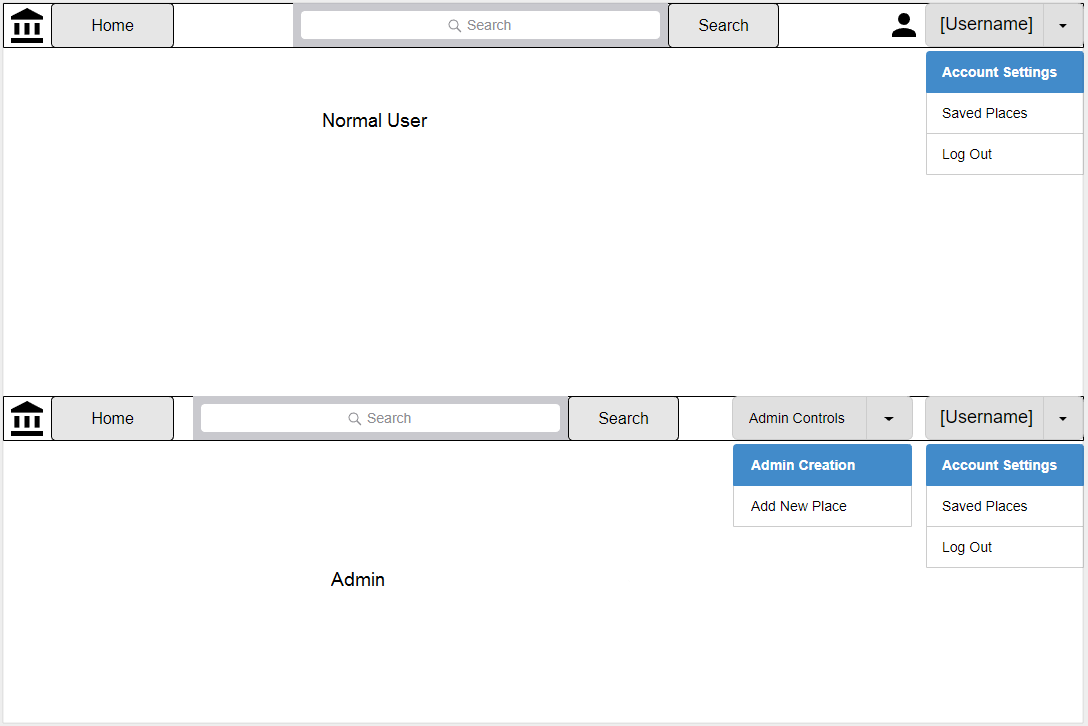 Home
Search
Search
[Username]
Account Settings
Saved Places
Log Out
Normal User
Home
Search
Search
Admin Controls
[Username]
Admin Creation
Account Settings
Add New Place
Saved Places
Log Out
Admin